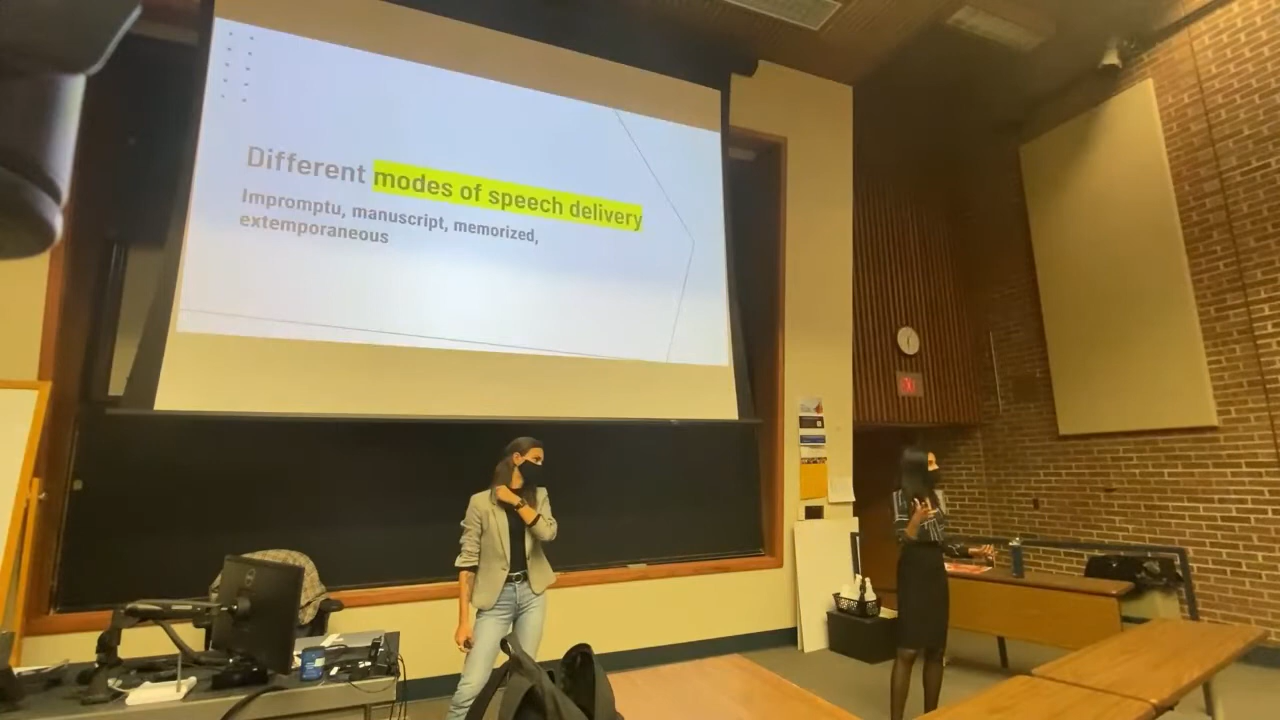 Different modes of speech delivery
Impromptu, manuscript, memorized,
extemporaneous